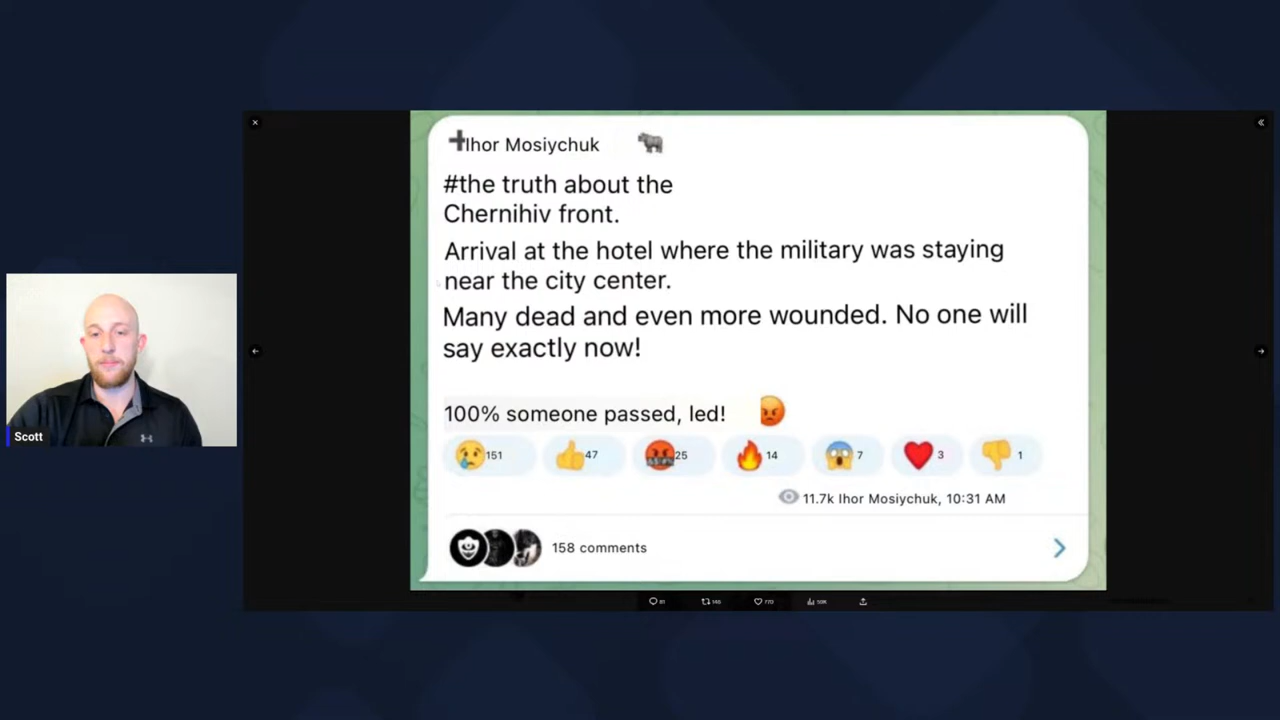 Ihor Mosiychuk
#the truth about the
Chernihiv front.
Arrival at the hotel where the military was staying
near the city center.
Many dead and even more wounded. No one will
say exactly now!
100% someone passed, led!
151 47 25 14 7 3 1
11.7k Ihor Mosiychuk, 10:31 AM
158 comments
Scott